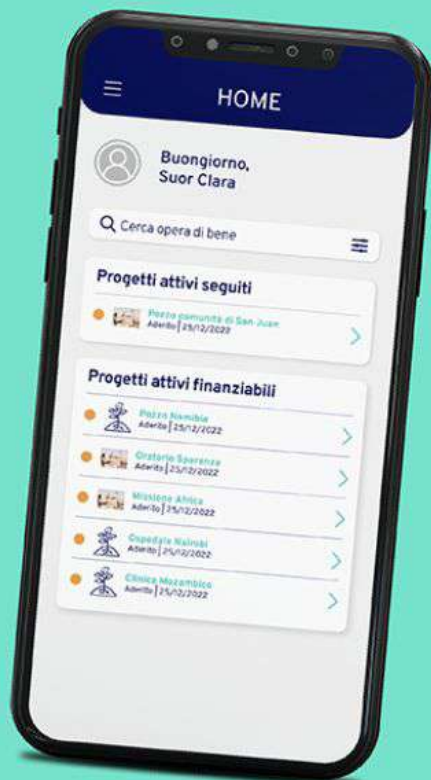 HOME
Buongiorno,
Suor Clara
Cerca opera di bene
Progetti attivi seguiti
Pozzo comunità di San Juan
Aderito | 25/12/2022
Progetti attivi finanziabili
Pozzo Namibia
Aderito | 25/12/2022
Oratorio Speranza
Aderito | 25/12/2022
Missione Africa
Aderito | 25/12/2022
Ospedale Nairobi
Aderito | 25/12/2022
Clinica Mozambico
Aderito | 25/12/2022